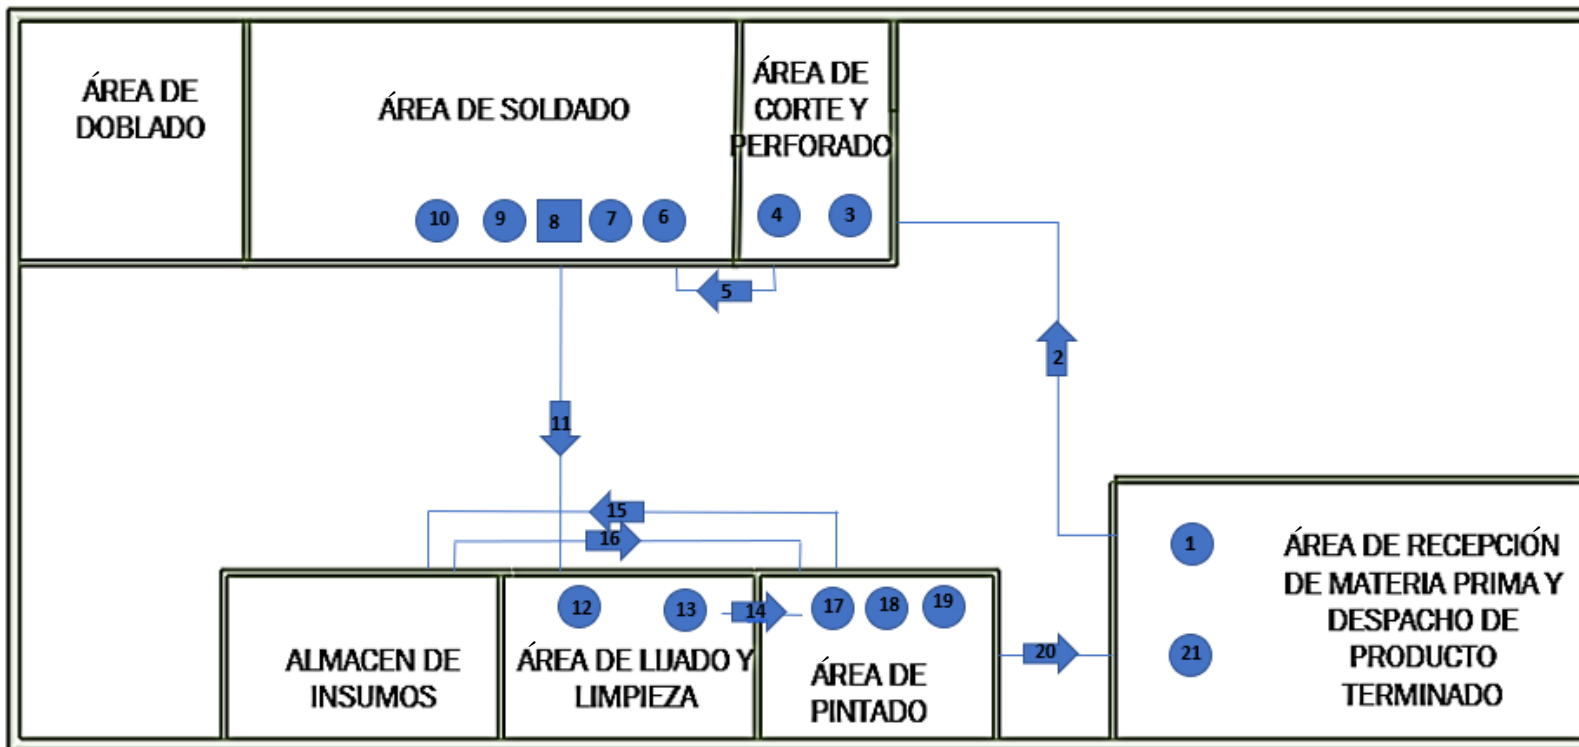 ÁREA DE
DOBLADO
ÁREA DE SOLDADO
ÁREA DE
CORTE Y
PERFORADO
10
9
8
7
6
4
3
5
2
11
15
16
1
ÁREA DE RECEPCIÓN
DE MATERIA PRIMA Y
DESPACHO DE
PRODUCTO
TERMINADO
21
12
13
14
17
18
19
20
ALMACEN DE
INSUMOS
ÁREA DE LIJADO Y
LIMPIEZA
ÁREA DE
PINTADO